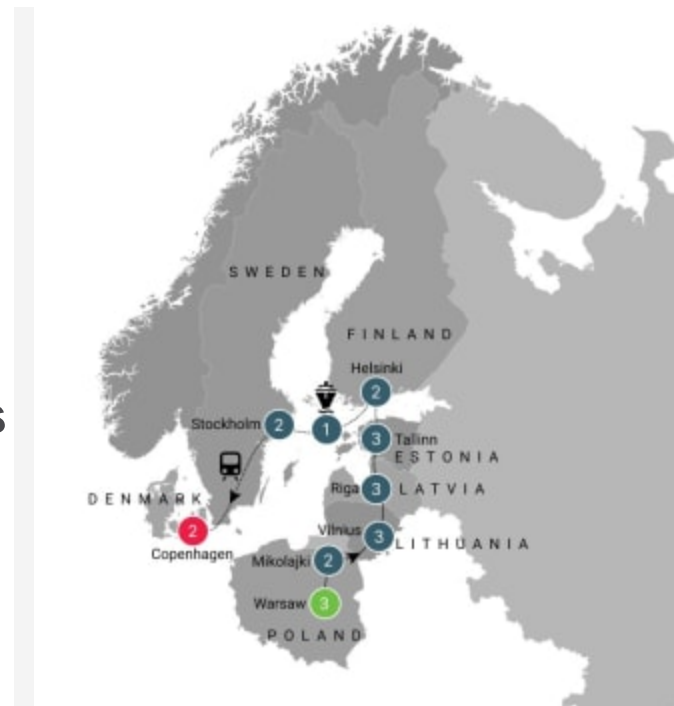 SWEDEN
FINLAND
Helsinki
2
Stockholm 2
1
3 Tallinn
ESTONIA
Riga 3 LATVIA
DENMARK
2
Copenhagen
Vilnius 3
LITHUANIA
Mikolajki 2
Warsaw 3
POLAND
s